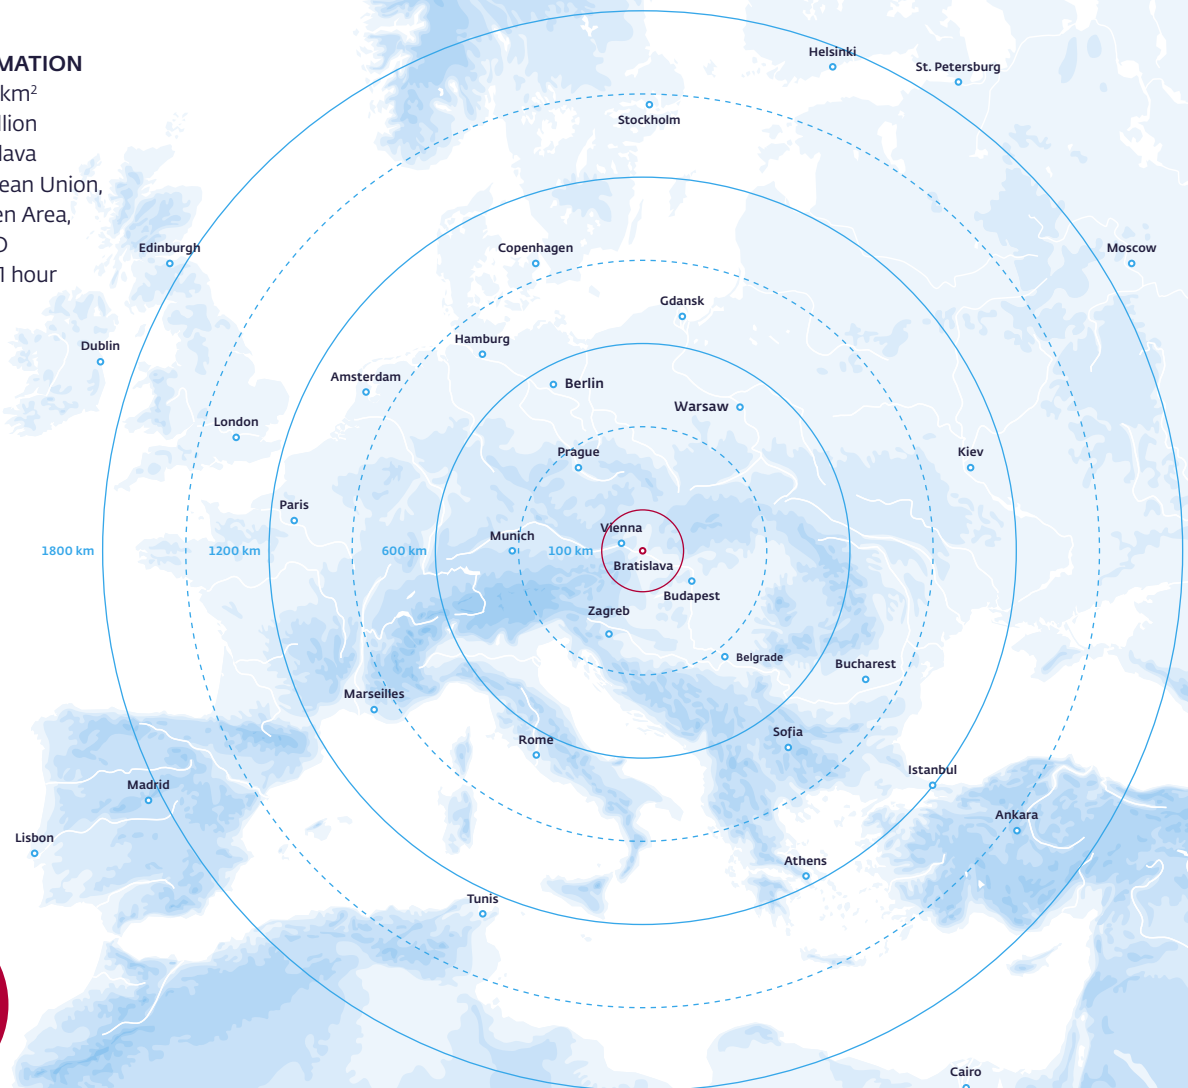 MATION
km²
llion
lava
ean Union,
en Area,
D
1 hour
Helsinki
St. Petersburg
Stockholm
Edinburgh
Copenhagen
Moscow
Gdansk
Dublin
Hamburg
Amsterdam
Berlin
Warsaw
London
Prague
Kiev
Paris
Vienna
Munich
1800 km
1200 km
600 km
100 km
Bratislava
Budapest
Zagreb
Belgrade
Bucharest
Marseilles
Sofia
Rome
Istanbul
Madrid
Ankara
Lisbon
Athens
Tunis
Cairo